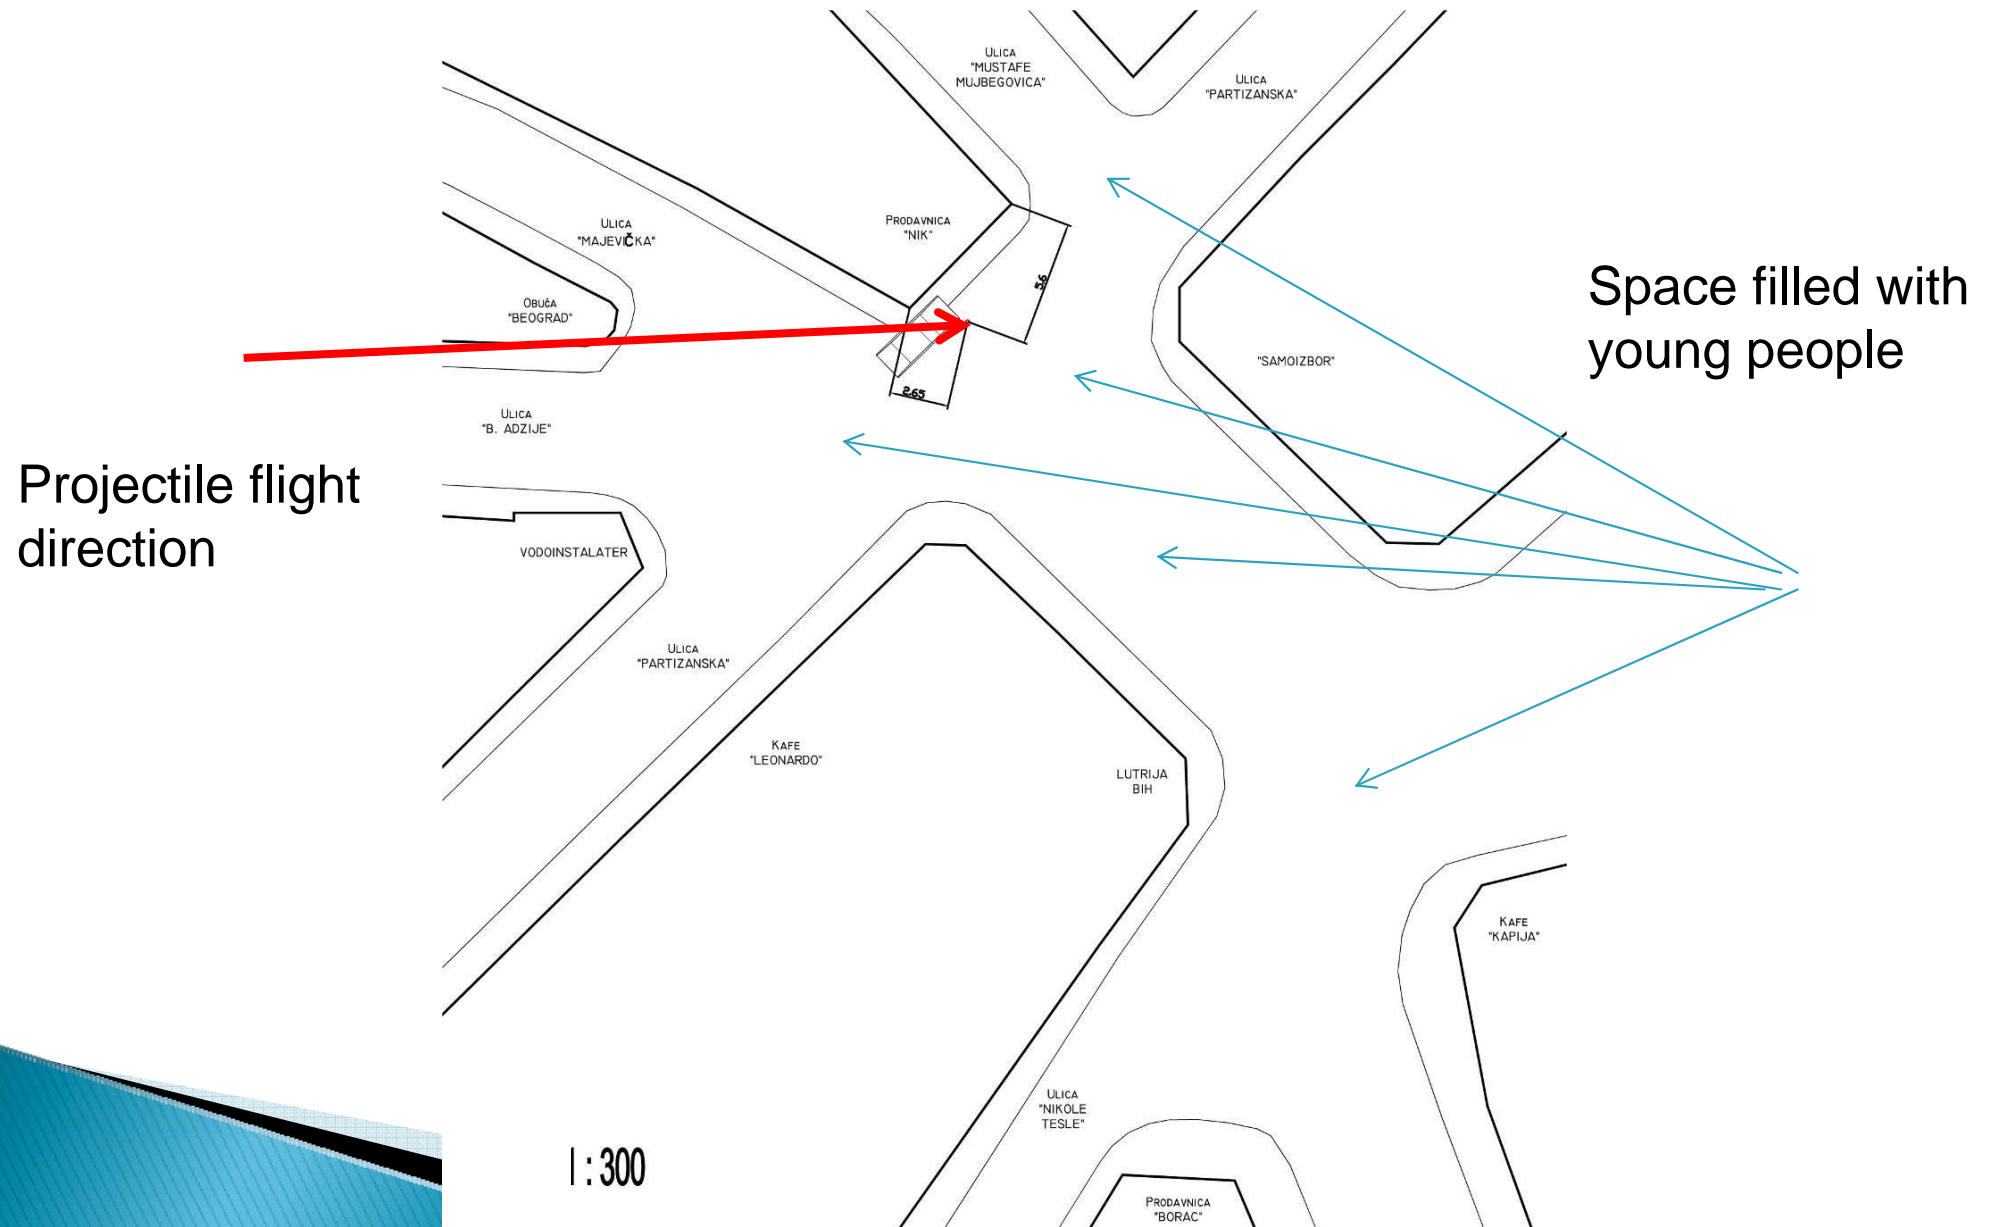 ULICA
"MUSTAFE
MUJBEGOVICA"
ULICA
"PARTIZANSKA"
ULICA
"MAJEVIČKA"
PRODAVNICA
"NIK"
5.6
Space filled with
young people
OBUĆA
"BEOGRAD"
"SAMOIZBOR"
2.65
ULICA
"B. ADZIJE"
Projectile flight
direction
VODOINSTALATER
ULICA
"PARTIZANSKA"
KAFE
"LEONARDO"
LUTRIJA
BIH
KAFE
"KAPIJA"
ULICA
"NIKOLE
TESLE"
1:300
PRODAVNICA
"BORAC"